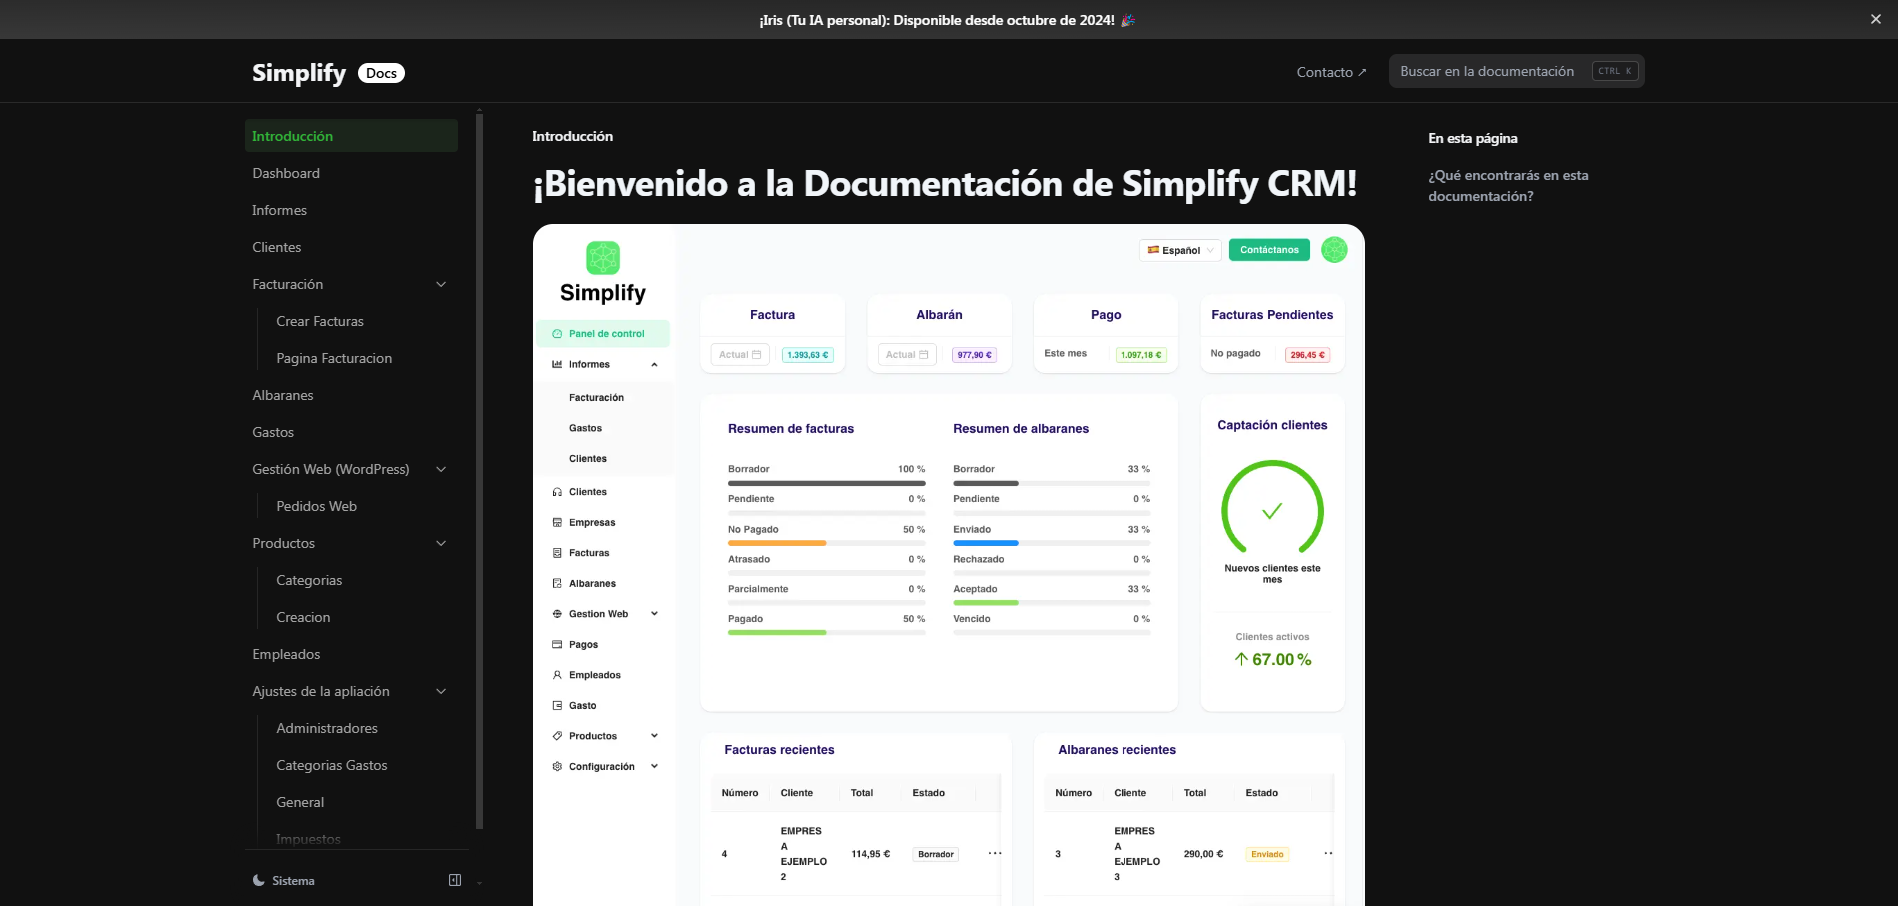 ¡Iris (Tu IA personal): Disponible desde octubre de 2024! 🎉
Simplify Docs
Contacto ↗
Buscar en la documentación CTRL K
Introducción
Dashboard
Informes
Clientes
Facturación
Crear Facturas
Pagina Facturacion
Albaranes
Gastos
Gestión Web (WordPress)
Pedidos Web
Productos
Categorias
Creacion
Empleados
Ajustes de la apliación
Administradores
Categorias Gastos
General
Impuestos
Sistema
Introducción
¡Bienvenido a la Documentación de Simplify CRM!
Simplify
Panel de control
Informes
Facturación
Gastos
Clientes
Clientes
Empresas
Facturas
Albaranes
Gestion Web
Pagos
Empleados
Gasto
Productos
Configuración
Español
Contáctanos
Factura
Actual 1.393,63 €
Albarán
Actual 977,90 €
Pago
Este mes 1.097,18 €
Facturas Pendientes
No pagado 296,45 €
Resumen de facturas
Borrador 100 %
Pendiente 0 %
No Pagado 50 %
Atrasado 0 %
Parcialmente 0 %
Pagado 50 %
Resumen de albaranes
Borrador 33 %
Pendiente 0 %
Enviado 33 %
Rechazado 0 %
Aceptado 33 %
Vencido 0 %
Captación clientes
Nuevos clientes este
mes
Clientes activos
67.00 %
Facturas recientes
Número Cliente Total Estado
4 EMPRES
A
EJEMPLO
2 114,95 € Borrador ...
Albaranes recientes
Número Cliente Total Estado
3 EMPRES
A
EJEMPLO
3 290,00 € Enviado ..
En esta página
¿Qué encontrarás en esta
documentación?